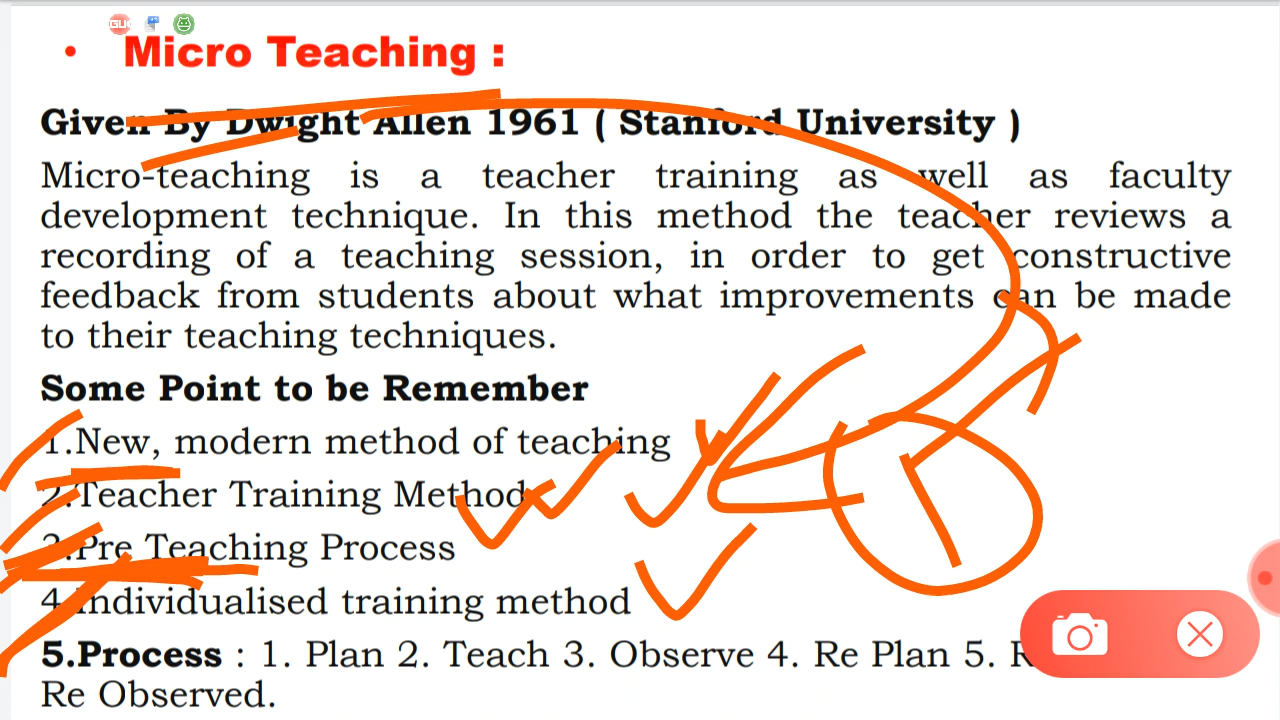 • Micro Teaching :
Given By Dwight Allen 1961 ( Stanford University )
Micro-teaching is a teacher training as well as faculty
development technique. In this method the teacher reviews a
recording of a teaching session, in order to get constructive
feedback from students about what improvements can be made
to their teaching techniques.
Some Point to be Remember
1.New, modern method of teaching
2.Teacher Training Method
3.Pre Teaching Process
4.Individualised training method
5.Process : 1. Plan 2. Teach 3. Observe 4. Re Plan 5.
Re Observed.